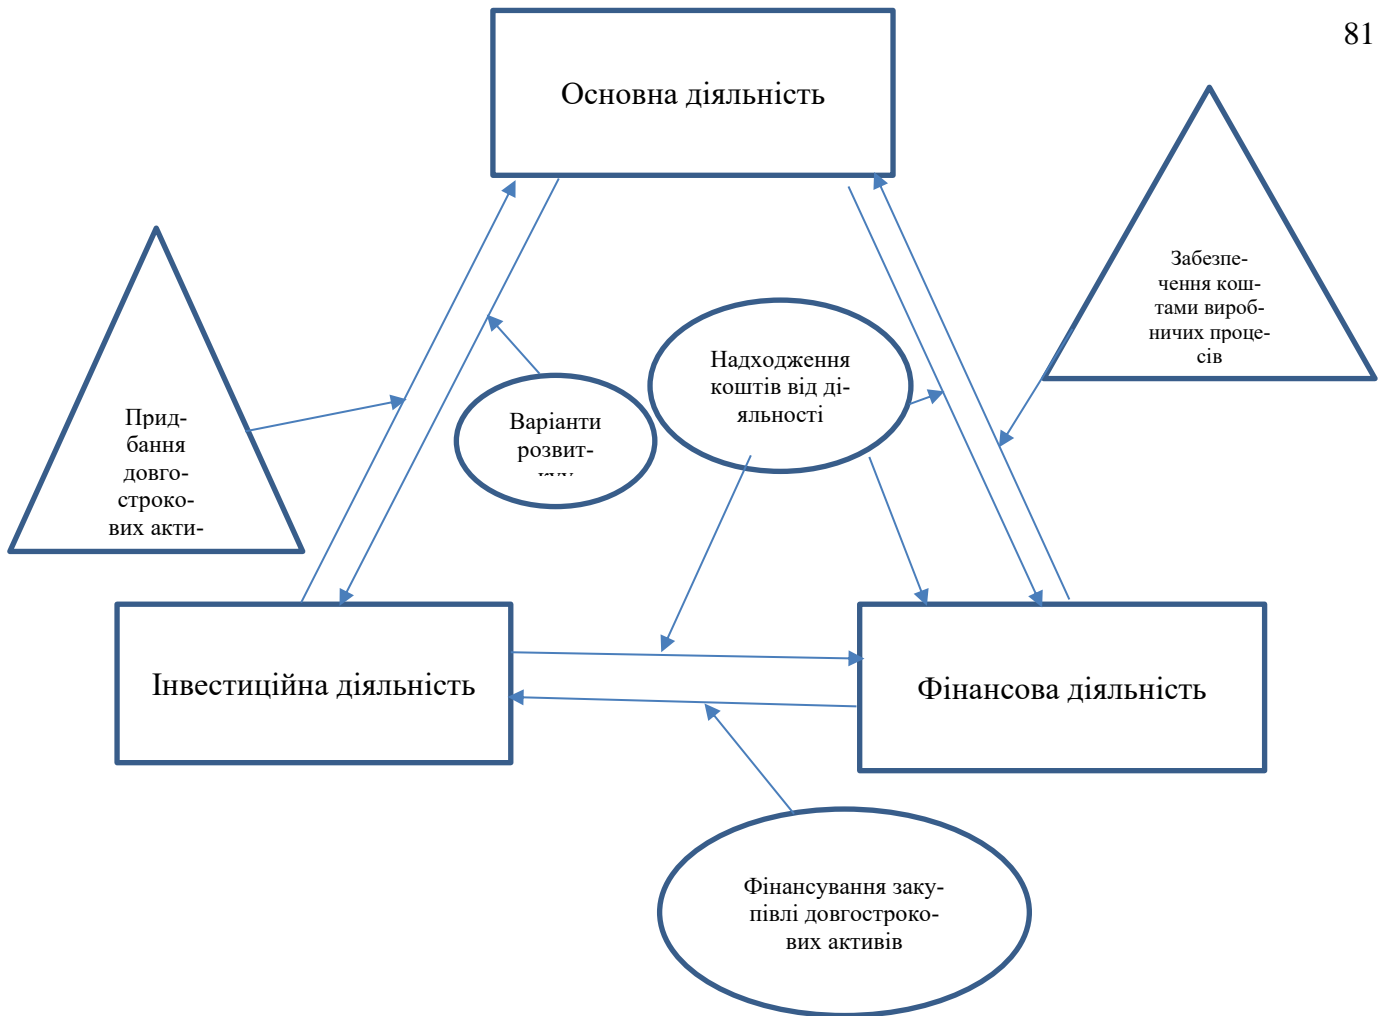 81
Основна діяльність
Забезпе-
чення кош-
тами вироб-
ничих проце-
сів
Надходження
коштів від ді-
яльності
Варіанти
розвит-
Прид-
бання
довго-
строко-
вих акти-
Інвестиційна діяльність
Фінансова діяльність
Фінансування заку-
півлі довгостроко-
вих активів